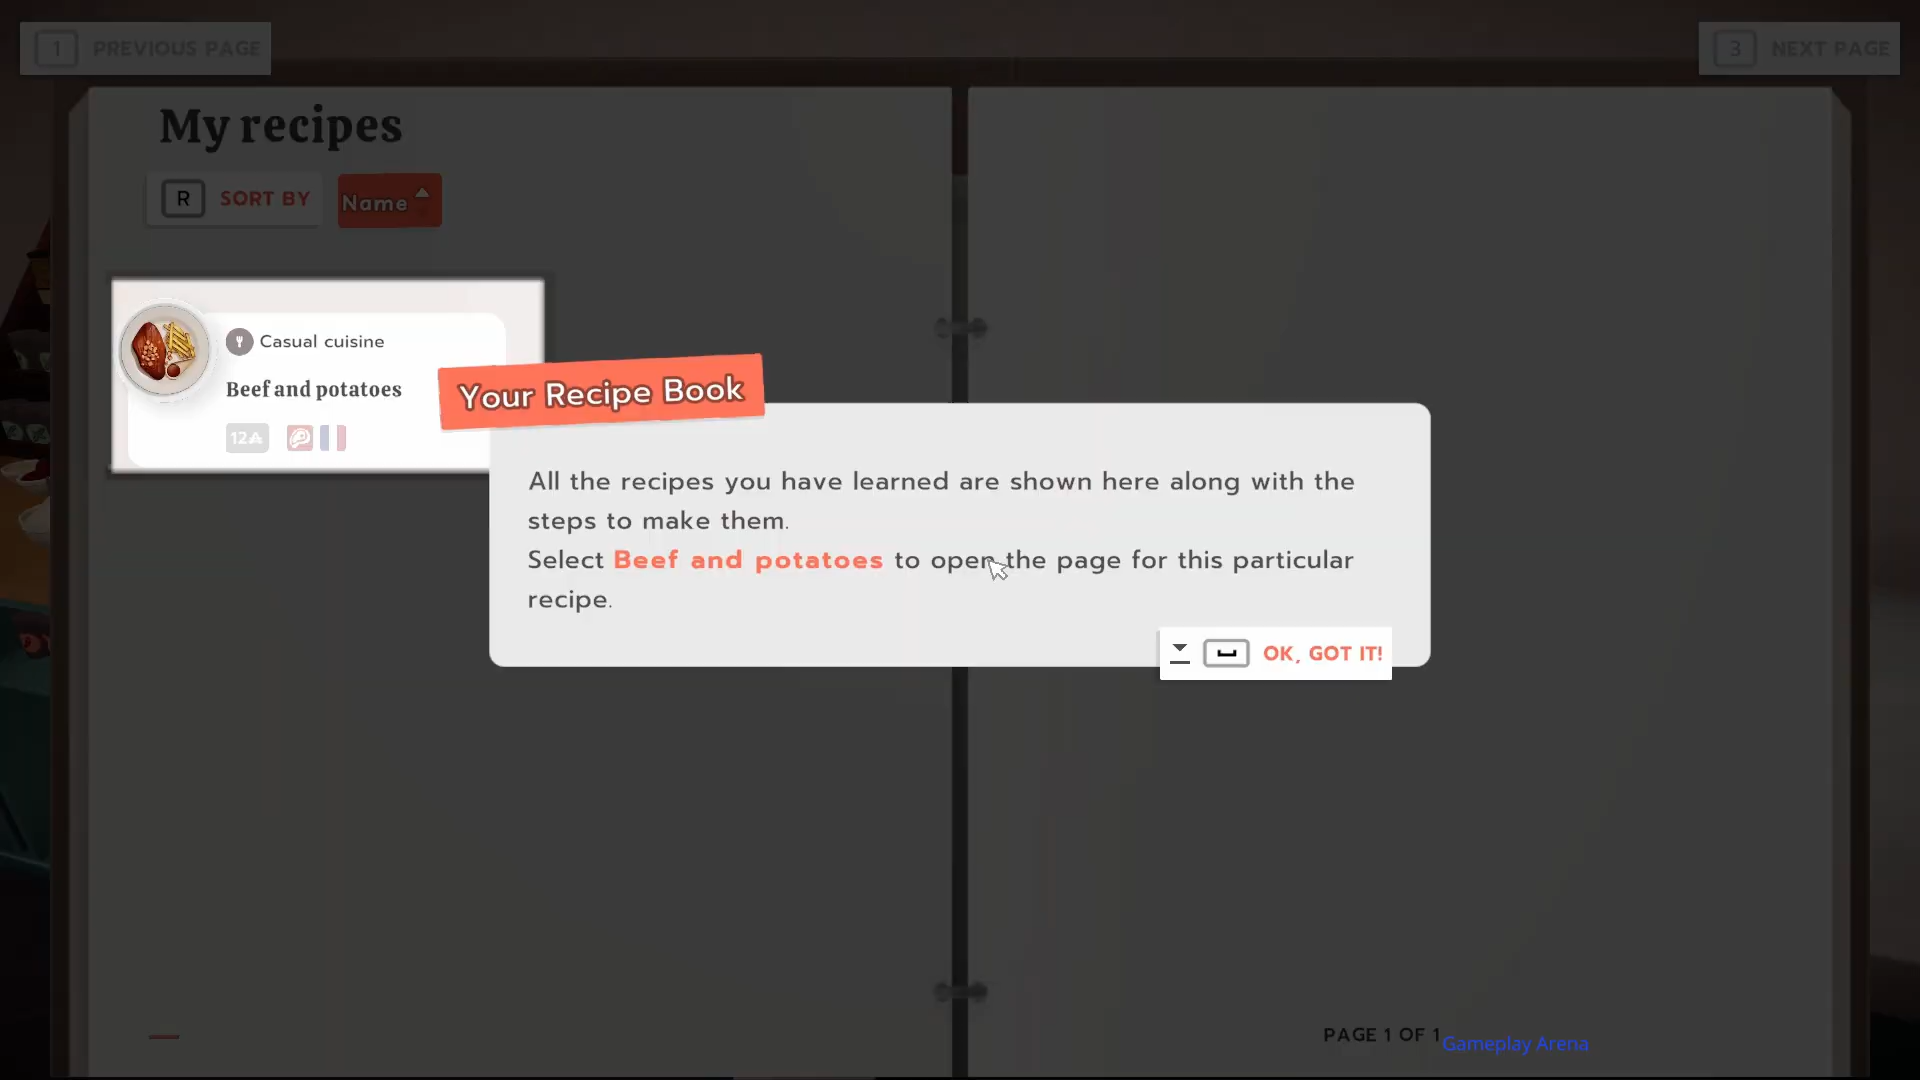 1 PREVIOUS PAGE
3 NEXT PAGE
My recipes
R SORT BY Name
Casual cuisine
Beef and potatoes
12
Your Recipe Book
All the recipes you have learned are shown here along with the
steps to make them.
Select Beef and potatoes to open the page for this particular
recipe.
OK, GOT IT!
PAGE 1 OF 1
Gameplay Arena